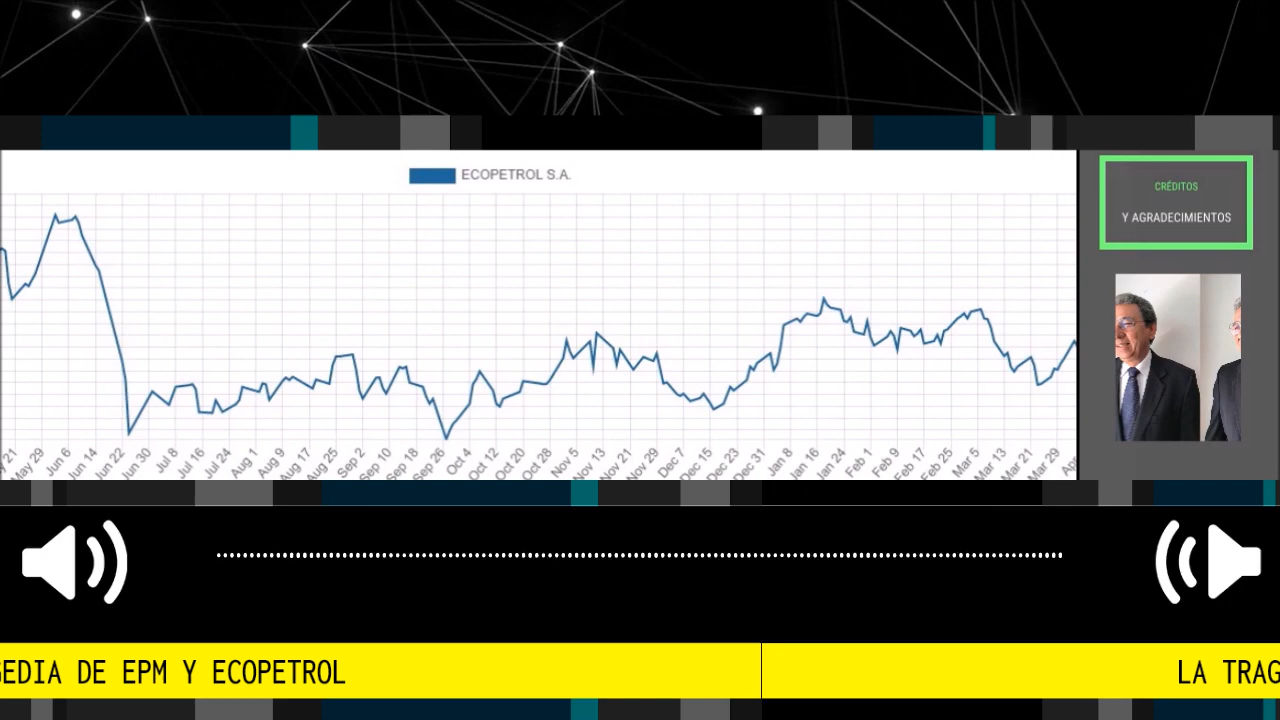 ECOPETROL S.A.
CRÉDITOS
Y AGRADECIMIENTOS
21 May 29 Jun 6 Jun 14 Jun 22 Jun 30 Jul 8 Jul 16 Jul 24 Aug 1 Aug 9 Aug 17 Aug 25 Sep 2 Sep 10 Sep 18 Sep 26 Oct 4 Oct 12 Oct 20 Oct 28 Nov 5 Nov 13 Nov 21 Nov 29 Dec 7 Dec 15 Dec 23 Dec 31 Jan 8 Jan 16 Jan 24 Feb 1 Feb 9 Feb 17 Feb 25 Mar 5 Mar 13 Mar 21 Mar 29
GEDIA DE EPM Y ECOPETROL LA TRAG